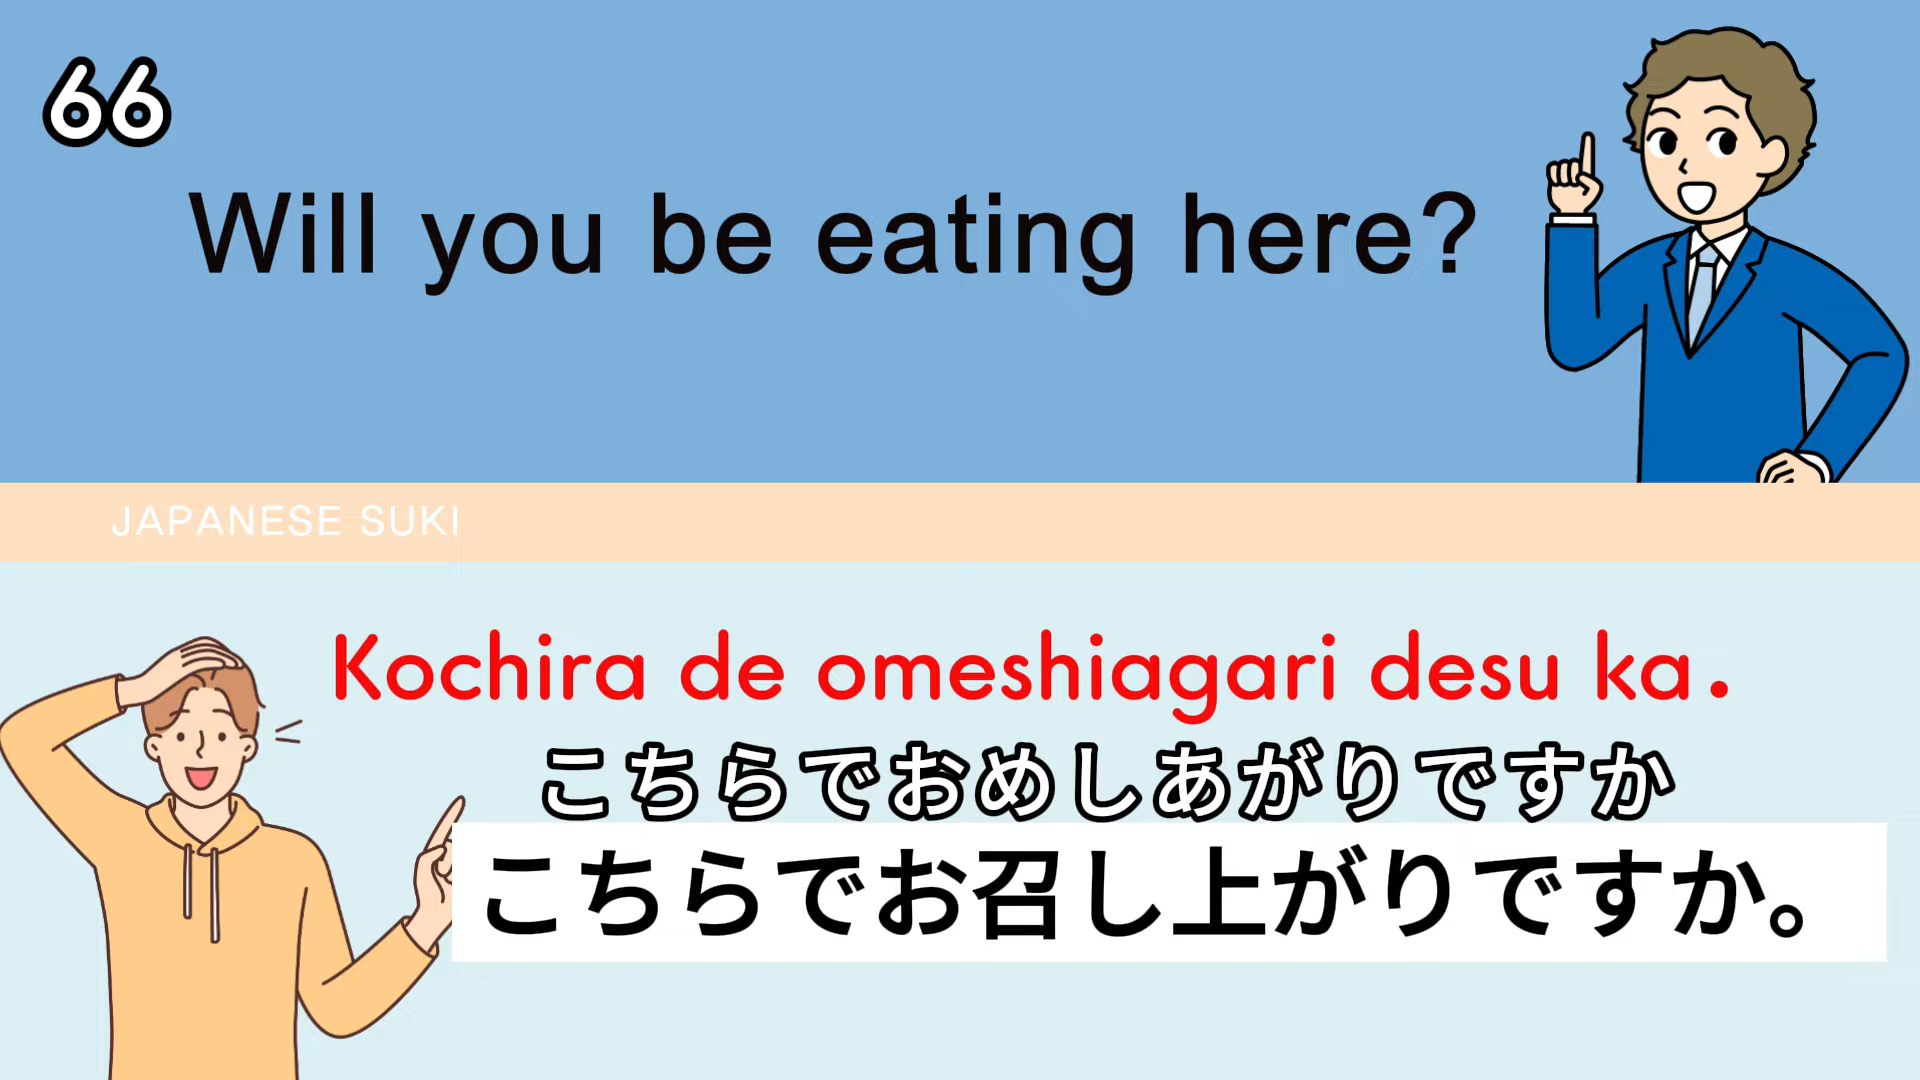 66
Will you be eating here?
JAPANESE SUKI
Kochira de omeshiagari desu ka.
こちらでおめしあがりですか
こちらでお召し上がりですか。